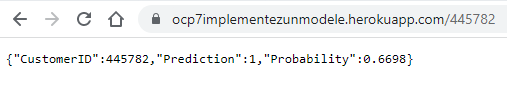 ocp7implementezunmodele.herokuapp.com/445782
{"CustomerID":445782,"Prediction":1,"Probability":0.6698}